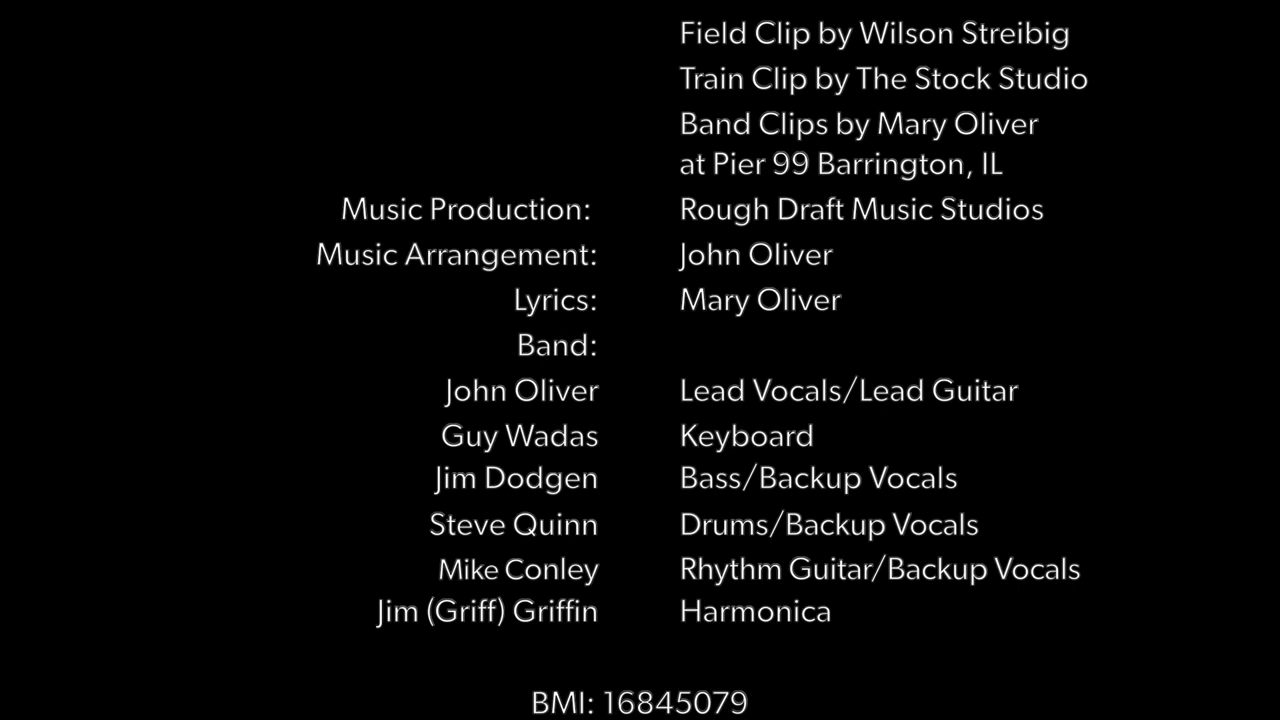 Field Clip by Wilson Streibig
Train Clip by The Stock Studio
Band Clips by Mary Oliver
at Pier 99 Barrington, IL
Music Production: Rough Draft Music Studios
Music Arrangement: John Oliver
Lyrics: Mary Oliver
Band:
John Oliver Lead Vocals/Lead Guitar
Guy Wadas Keyboard
Jim Dodgen Bass/Backup Vocals
Steve Quinn Drums/Backup Vocals
Mike Conley Rhythm Guitar/Backup Vocals
Jim (Griff) Griffin Harmonica
BMI: 16845079